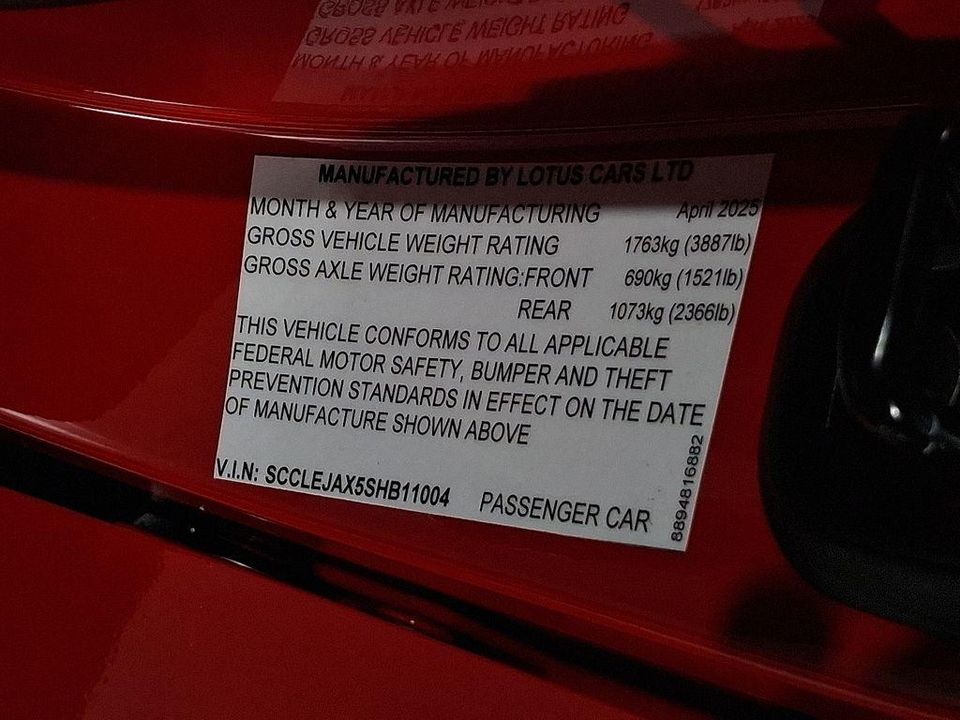 MANUFACTURED BY LOTUS CARS LTD
MONTH & YEAR OF MANUFACTURING April 2025
GROSS VEHICLE WEIGHT RATING 1763kg (3887lb)
GROSS AXLE WEIGHT RATING:FRONT 690kg (1521lb)
REAR 1073kg (2366lb)
THIS VEHICLE CONFORMS TO ALL APPLICABLE
FEDERAL MOTOR SAFETY, BUMPER AND THEFT
PREVENTION STANDARDS IN EFFECT ON THE DATE
OF MANUFACTURE SHOWN ABOVE
V.I.N: SCCLEJAX5SHB11004 PASSENGER CAR
8894816882